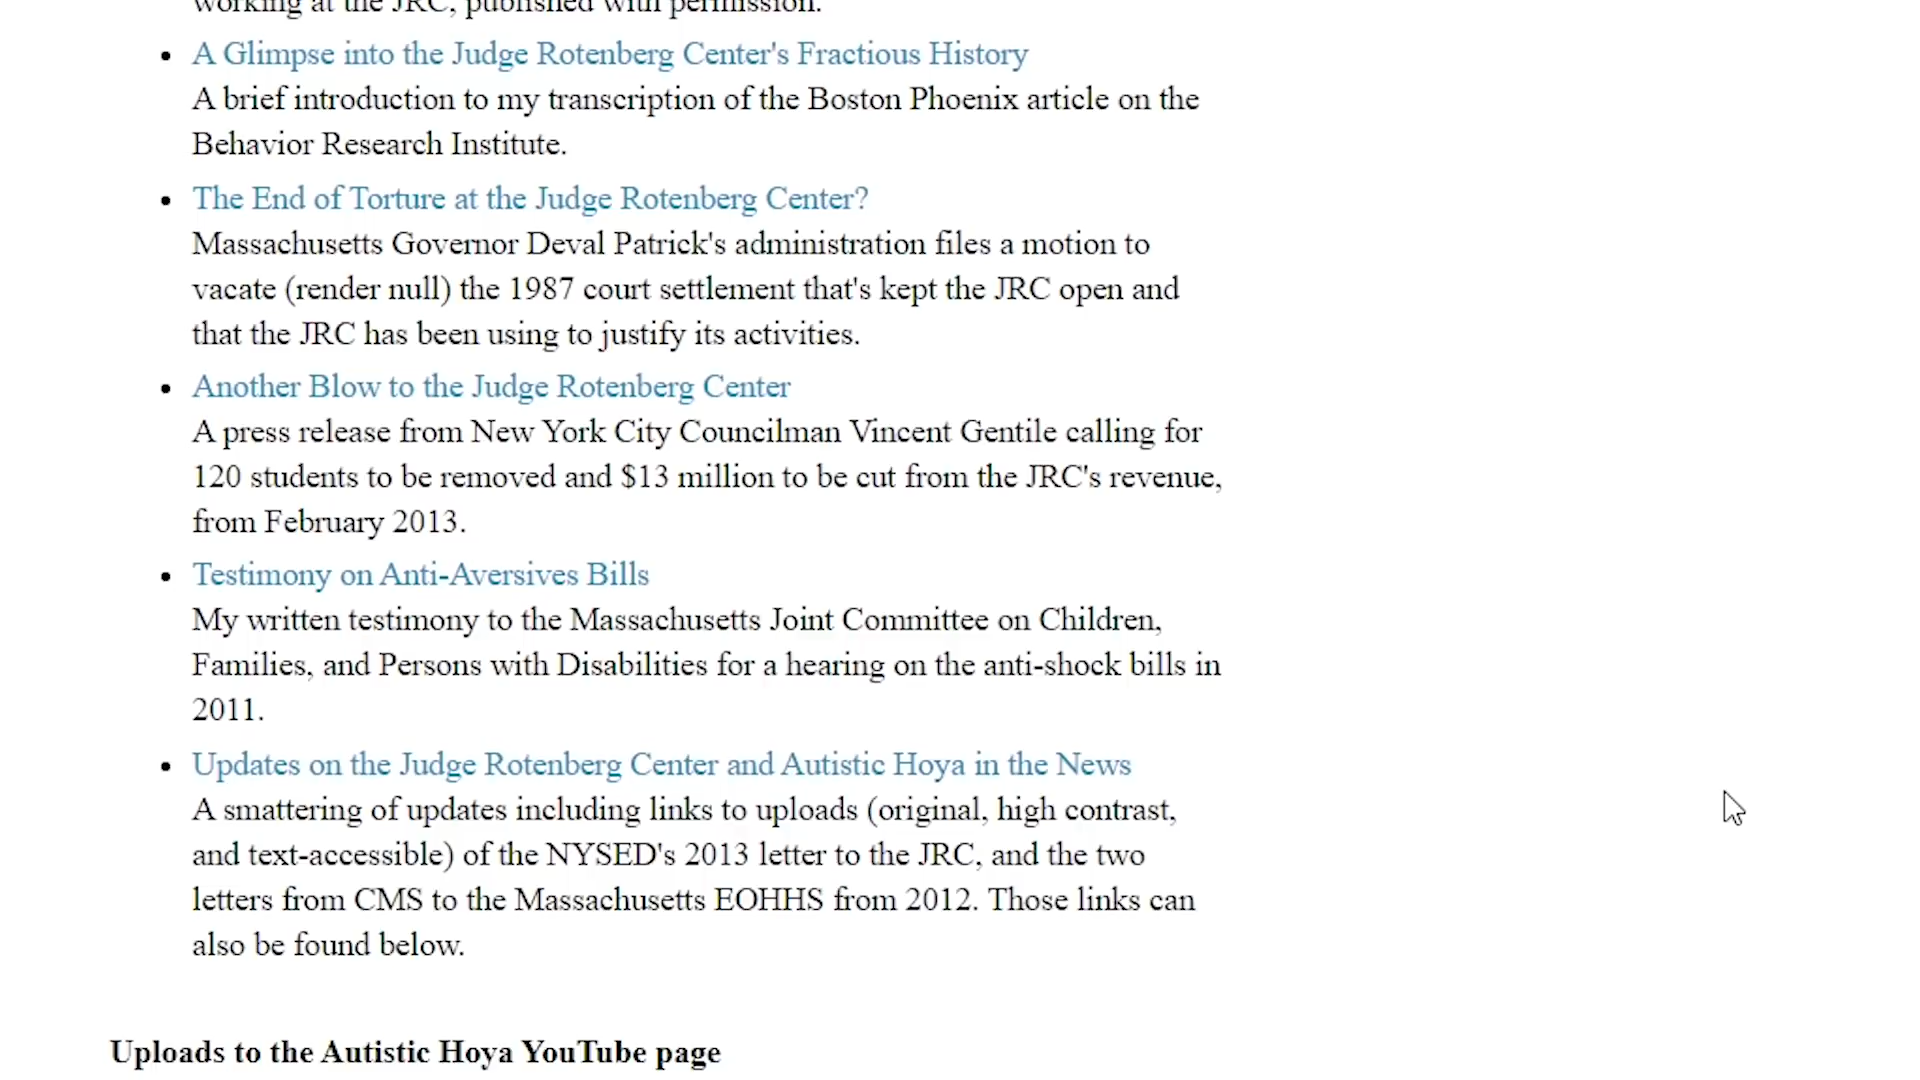 working at the JRC, published with permission.
A Glimpse into the Judge Rotenberg Center's Fractious History
A brief introduction to my transcription of the Boston Phoenix article on the
Behavior Research Institute.
The End of Torture at the Judge Rotenberg Center?
Massachusetts Governor Deval Patrick's administration files a motion to
vacate (render null) the 1987 court settlement that's kept the JRC open and
that the JRC has been using to justify its activities.
Another Blow to the Judge Rotenberg Center
A press release from New York City Councilman Vincent Gentile calling for
120 students to be removed and $13 million to be cut from the JRC's revenue,
from February 2013.
Testimony on Anti-Aversives Bills
My written testimony to the Massachusetts Joint Committee on Children,
Families, and Persons with Disabilities for a hearing on the anti-shock bills in
2011.
Updates on the Judge Rotenberg Center and Autistic Hoya in the News
A smattering of updates including links to uploads (original, high contrast,
and text-accessible) of the NYSED's 2013 letter to the JRC, and the two
letters from CMS to the Massachusetts EOHHS from 2012. Those links can
also be found below.
Uploads to the Autistic Hoya YouTube page